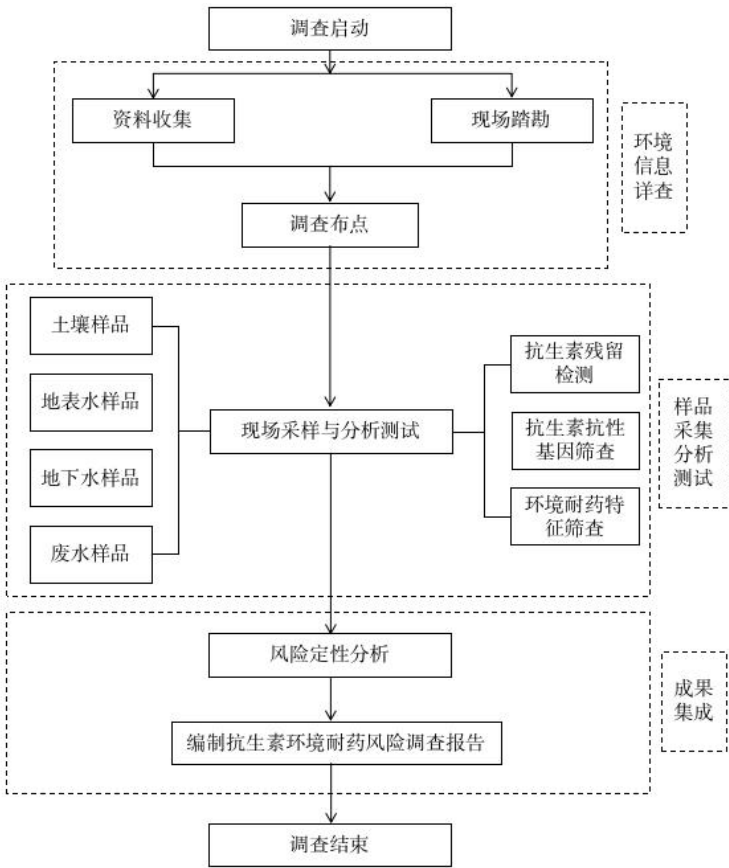 调查启动
资料收集
现场踏勘
环境
信息
详查
调查布点
土壤样品
地表水样品
地下水样品
废水样品
现场采样与分析测试
抗生素残留
检测
抗生素抗性
基因筛查
环境耐药特
征筛查
样品
采集
分析
测试
风险定性分析
编制抗生素环境耐药风险调查报告
成果
集成
调查结束